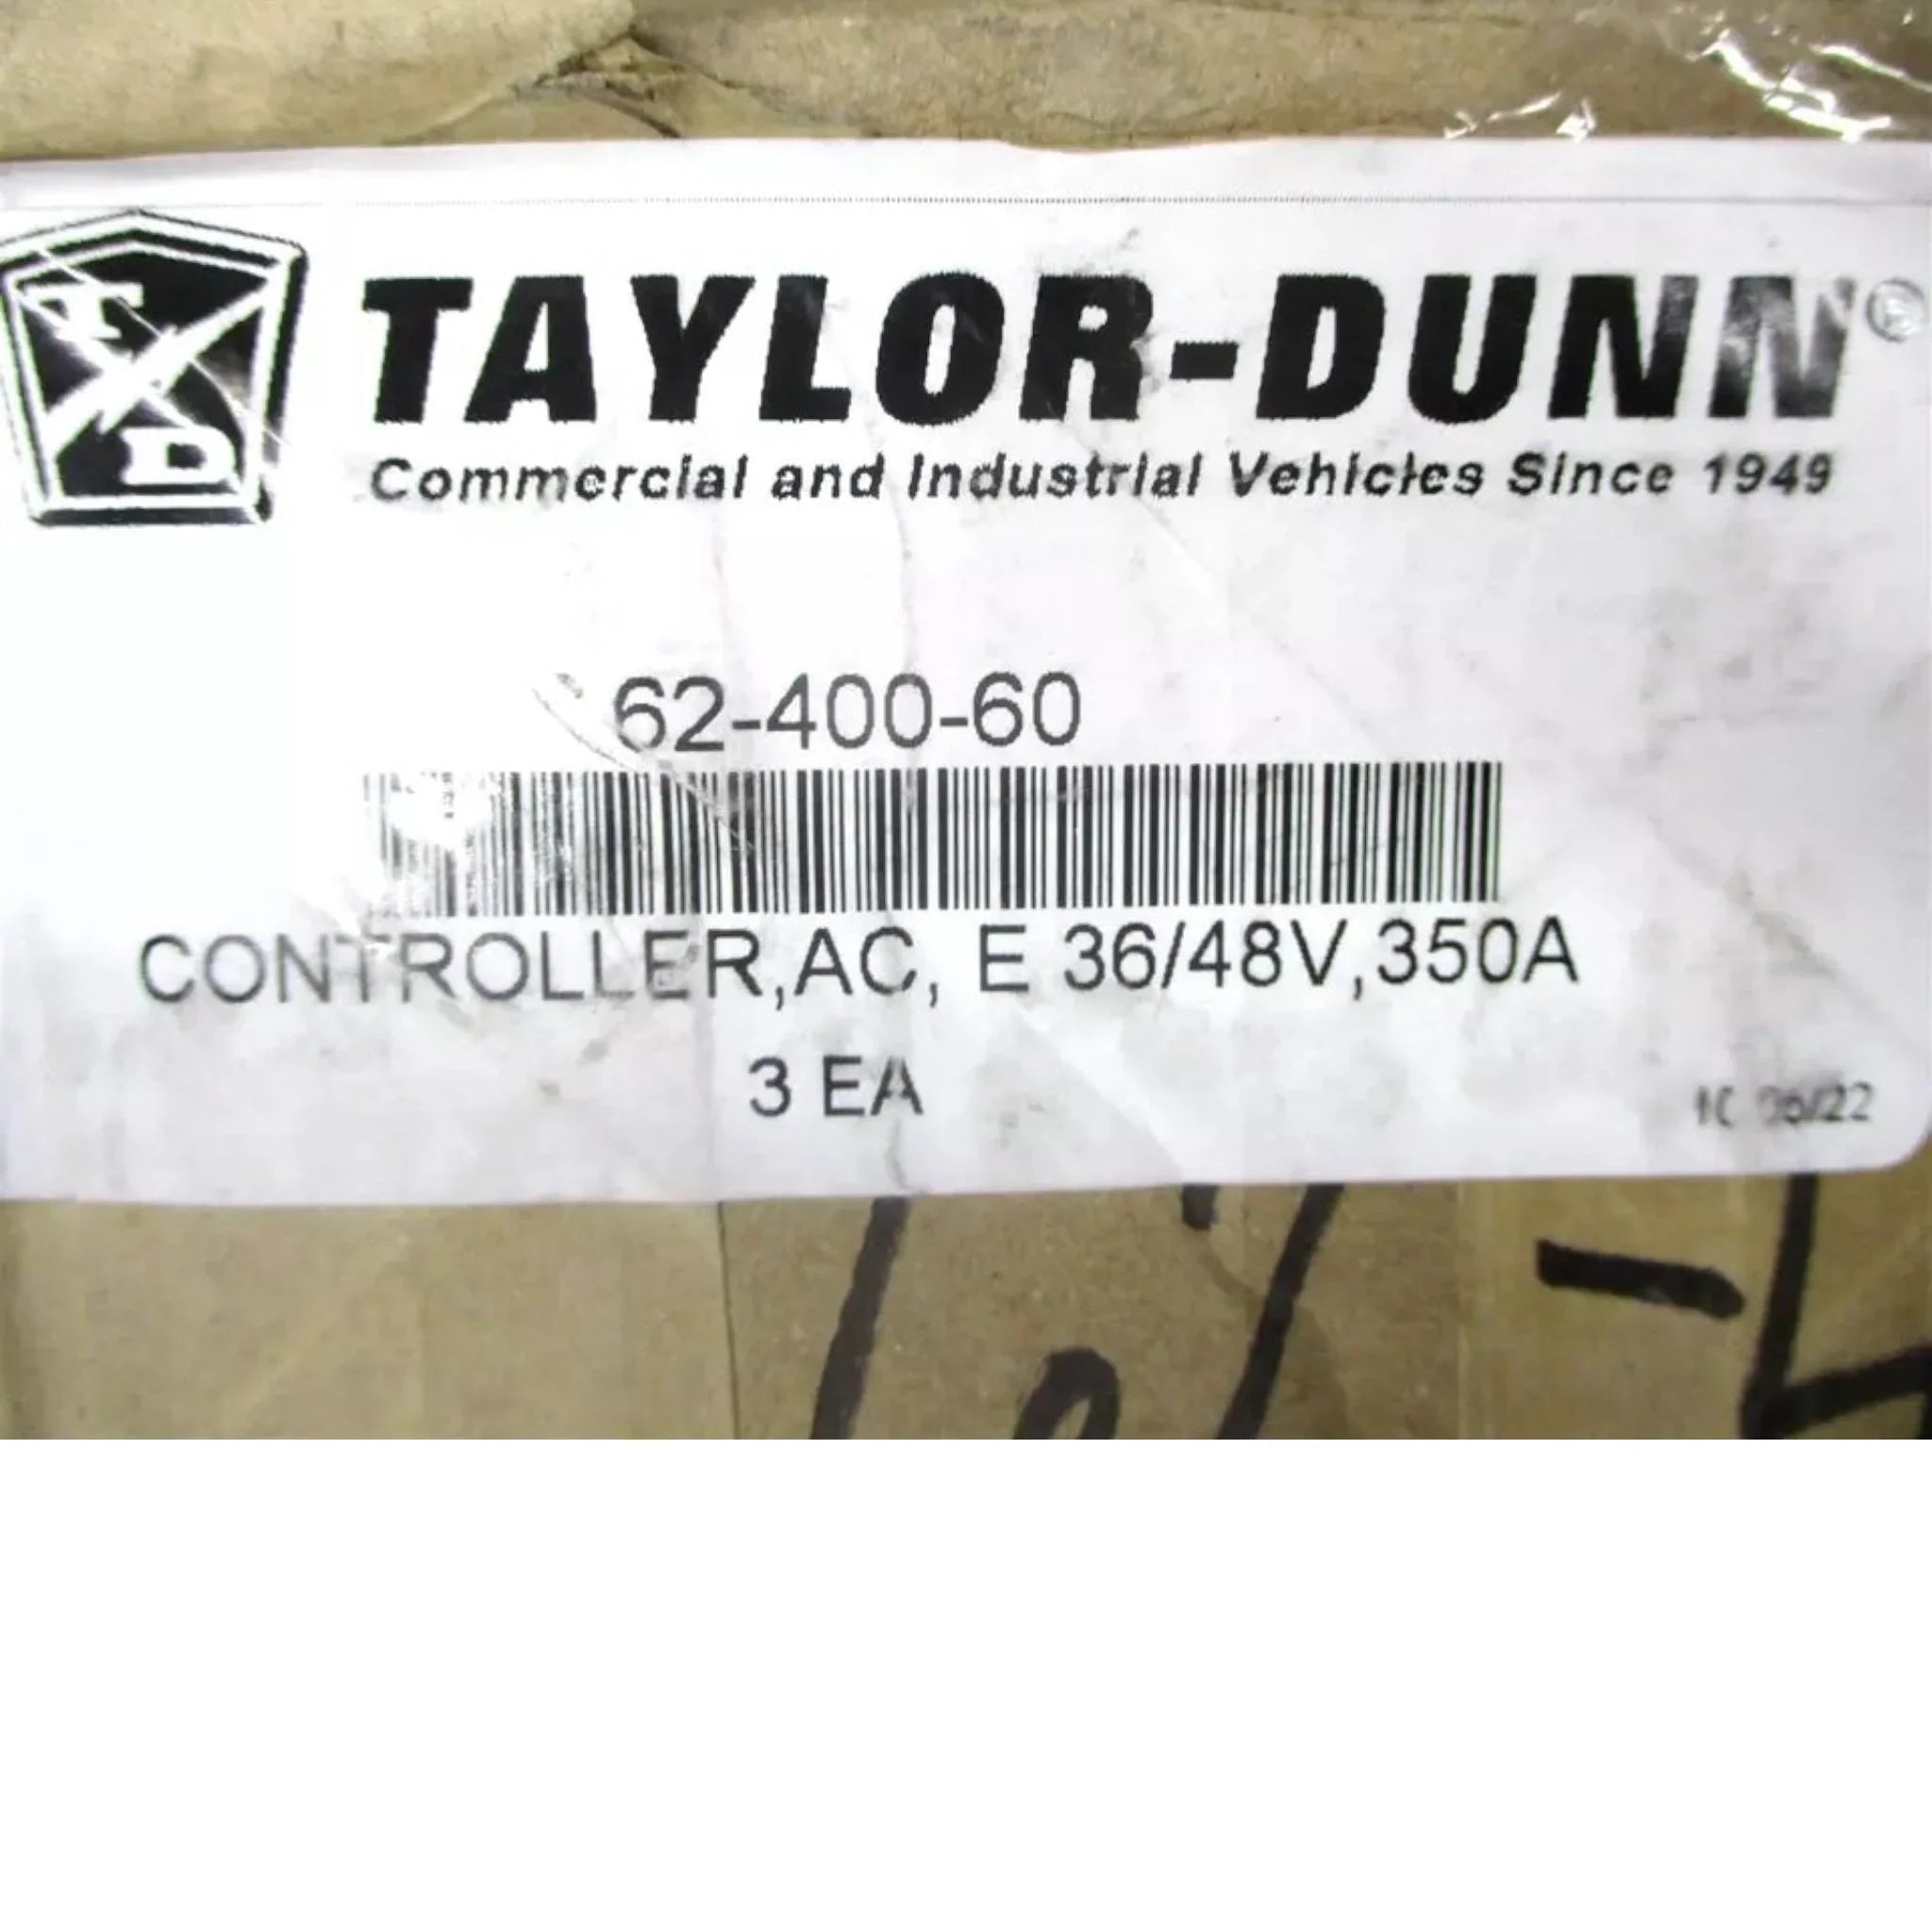 T
D
TAYLOR-DUNN®
Commercial and Industrial Vehicles Since 1949
62-400-60
CONTROLLER,AC, E 36/48V,350A
3 EA